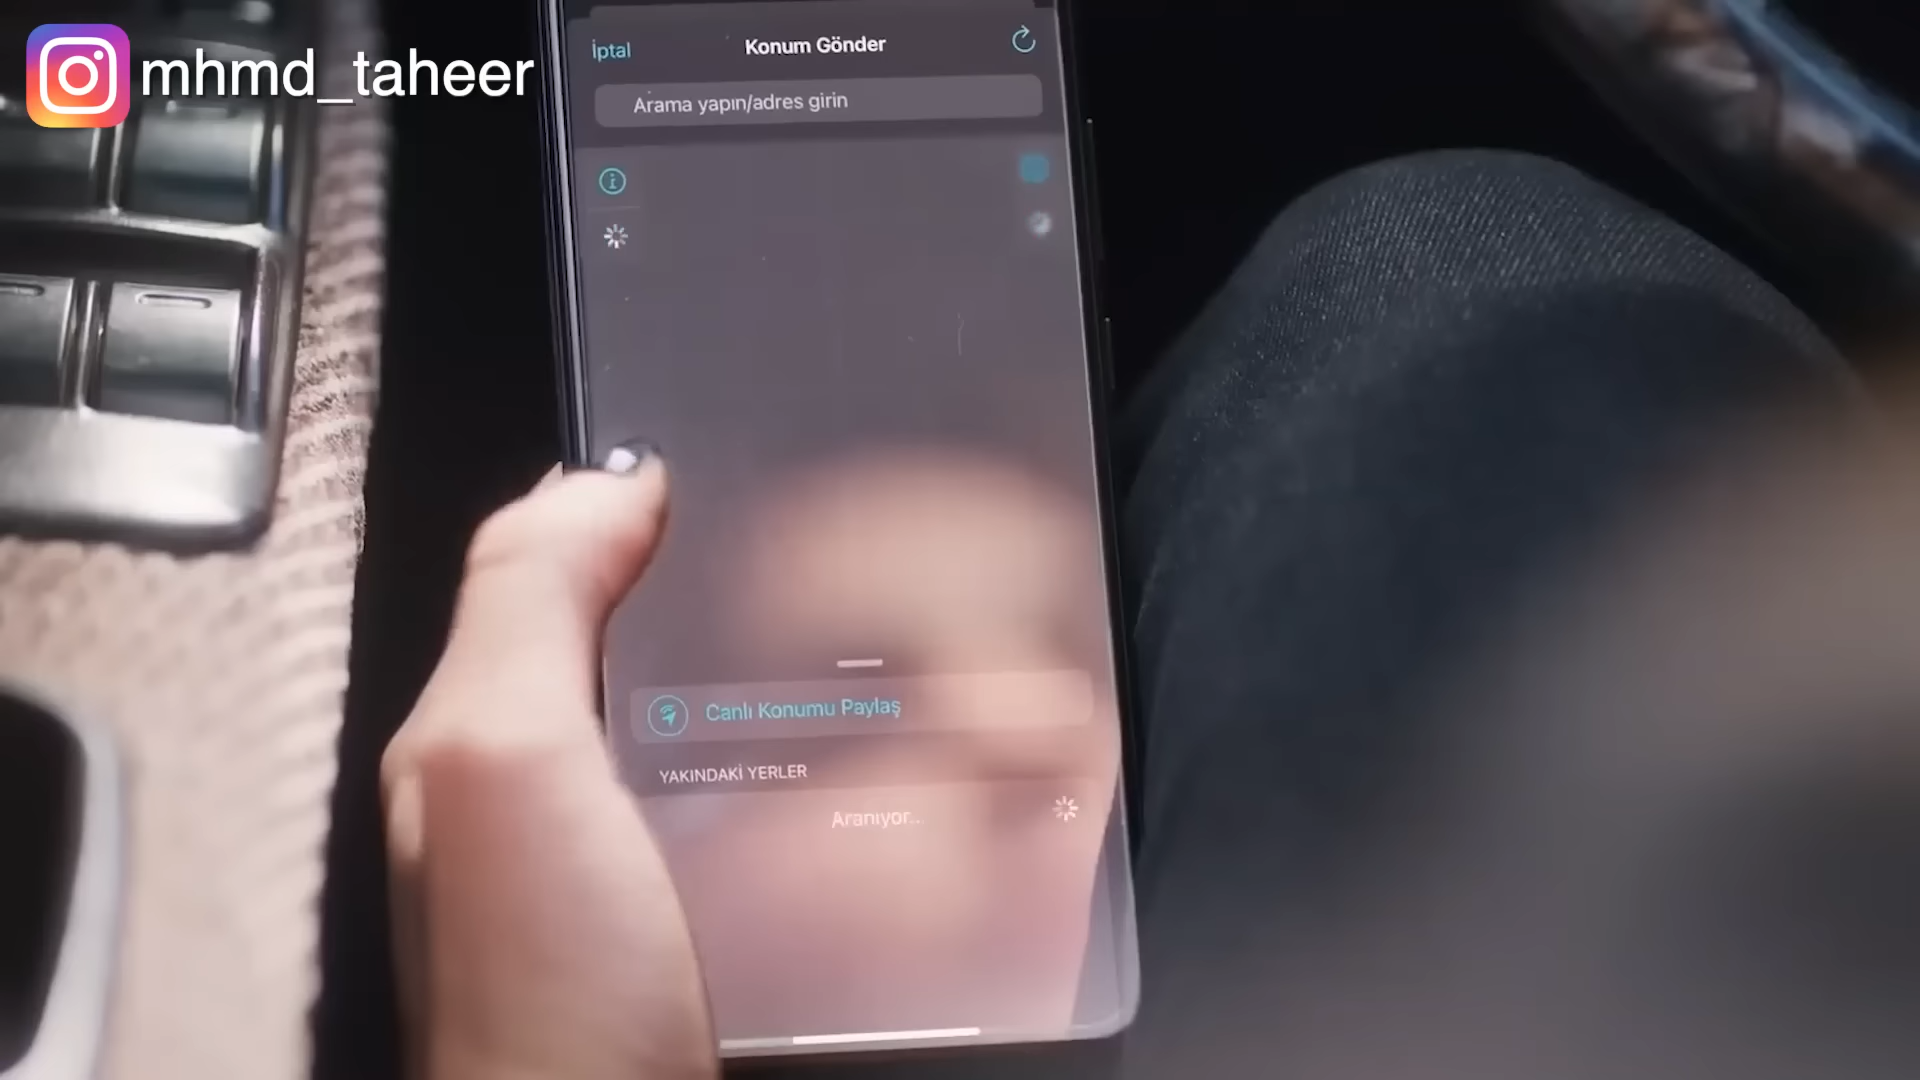 mhmd_taheer
İptal
Konum Gönder
Arama yapın/adres girin
Canlı Konumu Paylaş
YAKINDAKİ YERLER
Aranıyor...